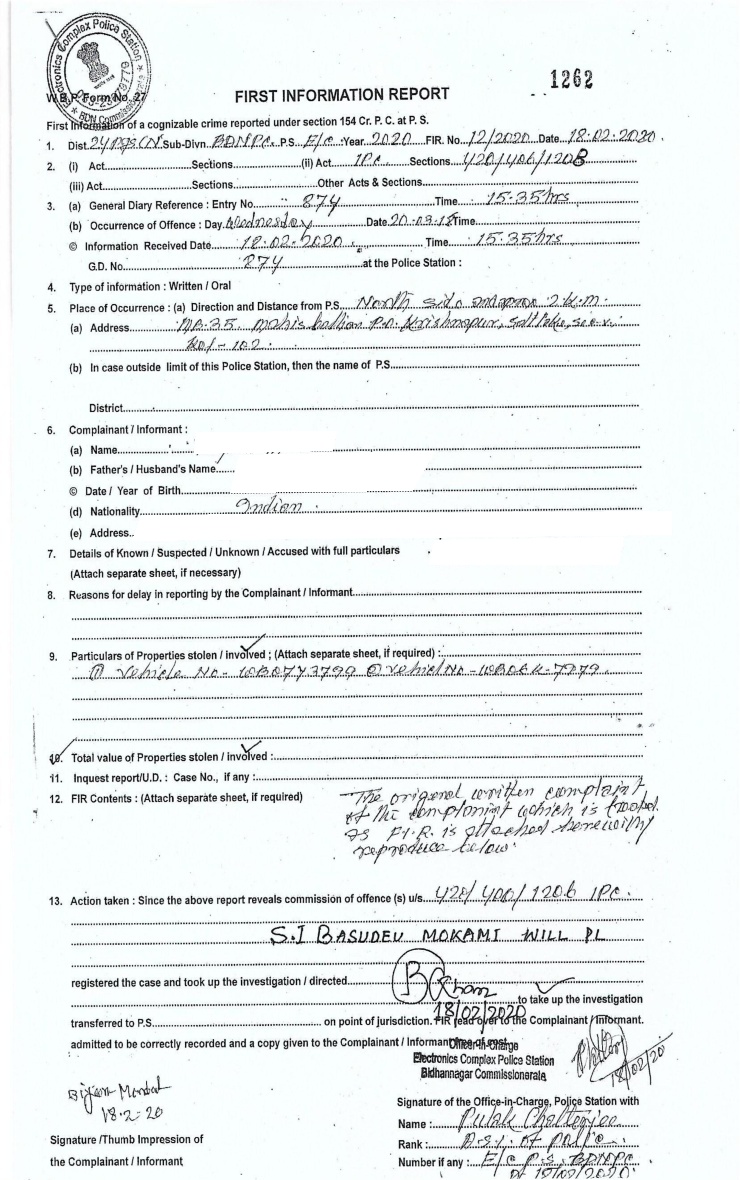 Electronics Complex Police Station
BDN Commissionerate
1262
W.B.P. Form No. 27
FIRST INFORMATION REPORT
First Information of a cognizable crime reported under section 154 Cr. P. C. at P. S.
1. Dist. 24 PGS (N) Sub-Divn. BDNPC. P.S. E/C Year 2020 FIR. No. 12/2020 Date 18.02.2020.
2. (i) Act Sections (ii) Act IPC Sections 420/406/120B
(iii) Act Sections Other Acts & Sections
3. (a) General Diary Reference : Entry No. 874 Time 15.35 hrs
(b) Occurrence of Offence : Day. Wednesday Date 20.03.18 Time
© Information Received Date 18.02.2020 Time 15.35 hrs
G.D. No. 874 at the Police Station :
4. Type of information : Written / Oral
5. Place of Occurrence : (a) Direction and Distance from P.S. North side 2 k.m.
(a) Address MB-35 P.O. Krishnapur, Salt Lake, Sec-V.
Kol - 102.
(b) In case outside limit of this Police Station, then the name of P.S.
District
6. Complainant / Informant :
(a) Name
(b) Father's / Husband's Name
© Date / Year of Birth
(d) Nationality Indian.
(e) Address..
7. Details of Known / Suspected / Unknown / Accused with full particulars
(Attach separate sheet, if necessary)
8. Reasons for delay in reporting by the Complainant / Informant
9. Particulars of Properties stolen / involved ; (Attach separate sheet, if required) :
① Vehicle No - ② Vehicle No -
10. Total value of Properties stolen / involved :
11. Inquest report/U.D. : Case No., if any :
12. FIR Contents : (Attach separate sheet, if required)
The original written complaint
of the complainant which is treated
as F.I.R. is attached herewith/
reproduce below.
13. Action taken : Since the above report reveals commission of offence (s) u/s. 420/406/120B IPC.
S.I BASUDEV MOKAMI WILL PL
registered the case and took up the investigation / directed
to take up the investigation
18/02/2020
transferred to P.S. on point of jurisdiction. FIR read over to the Complainant / Informant.
admitted to be correctly recorded and a copy given to the Complainant / Informant free of cost.
Officer-in-Charge
Electronics Complex Police Station
Bidhannagar Commissionerate
18/02/20
Bijan Mondal
18.2.20
Signature of the Office-in-Charge, Police Station with
Name : Pulak Chatterjee
Rank : A.S.I. of Police
Number if any : E/C P.S., BDNPC
Dt 18/02/2020
Signature /Thumb Impression of
the Complainant / Informant